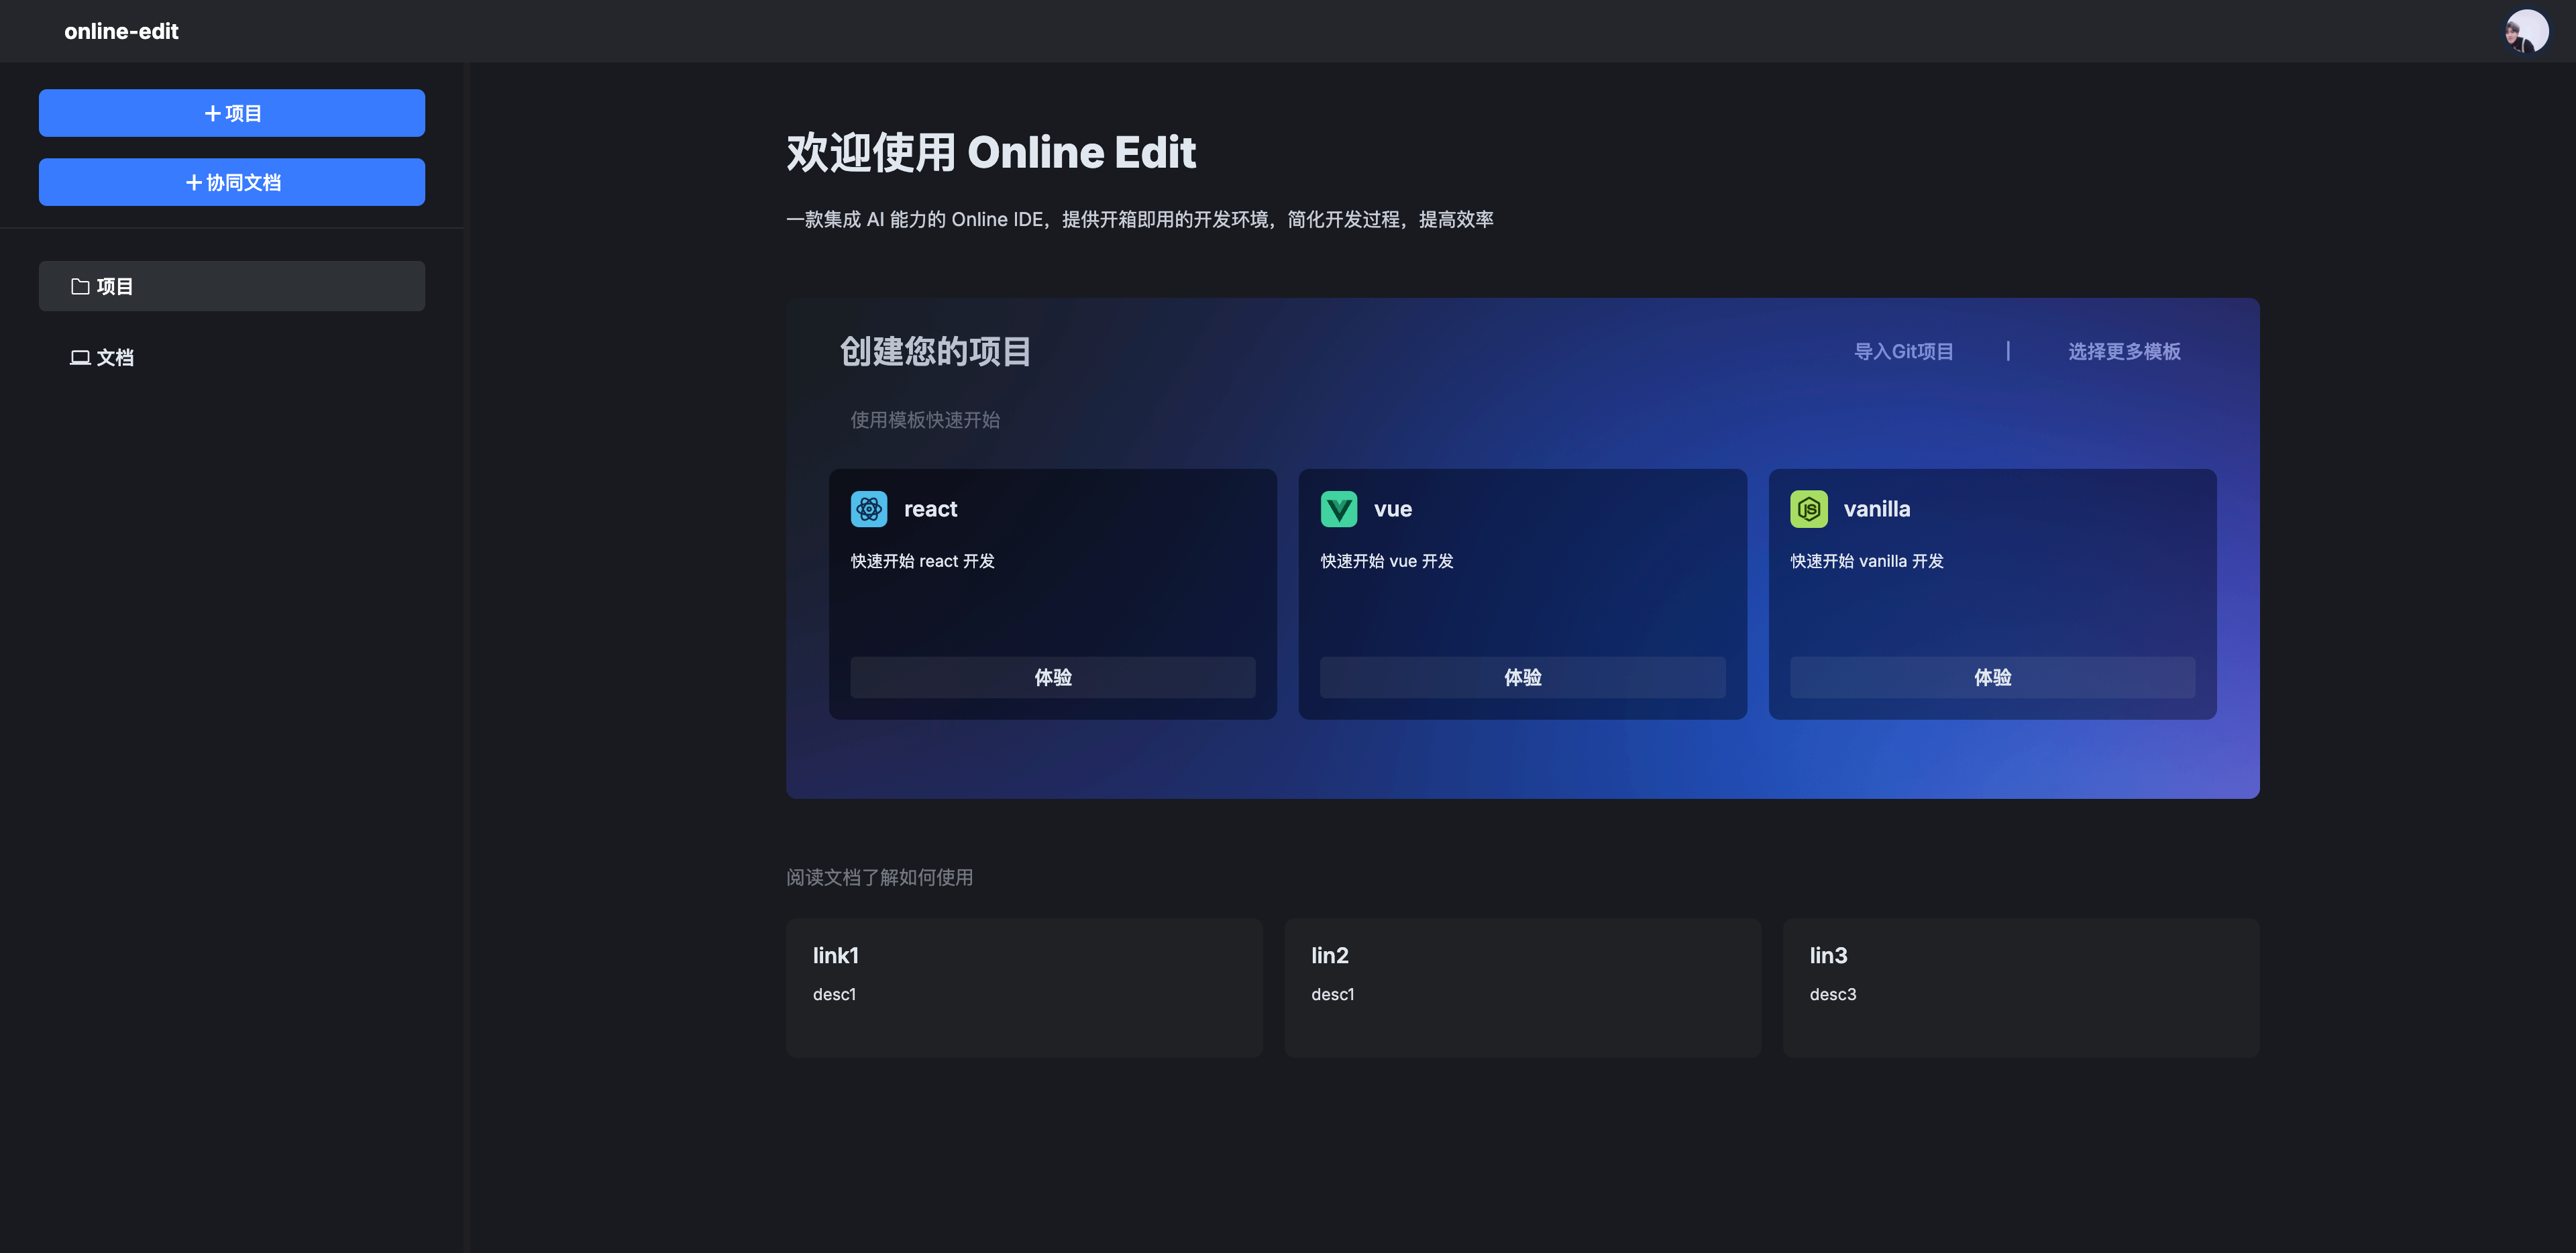 online-edit
项目
协同文档
项目
文档
欢迎使用 Online Edit
一款集成 AI 能力的 Online IDE，提供开箱即用的开发环境，简化开发过程，提高效率
创建您的项目
导入Git项目 | 选择更多模板
使用模板快速开始
react
快速开始 react 开发
体验
vue
快速开始 vue 开发
体验
JS
vanilla
快速开始 vanilla 开发
体验
阅读文档了解如何使用
link1
desc1
lin2
desc1
lin3
desc3